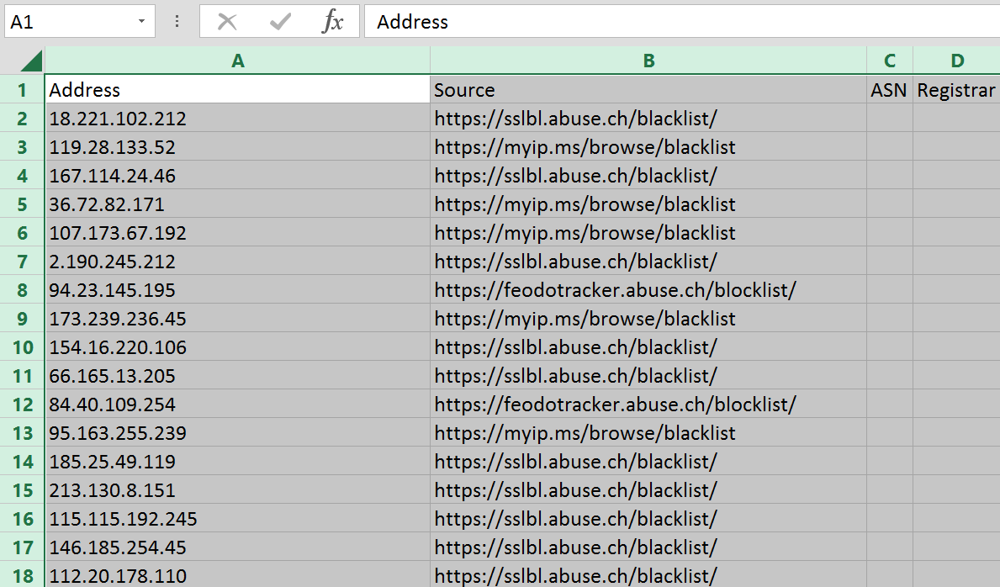 A1 fx Address
A B C D
1 Address Source ASN Registrar
2 18.221.102.212 https://sslbl.abuse.ch/blacklist/
3 119.28.133.52 https://myip.ms/browse/blacklist
4 167.114.24.46 https://sslbl.abuse.ch/blacklist/
5 36.72.82.171 https://myip.ms/browse/blacklist
6 107.173.67.192 https://myip.ms/browse/blacklist
7 2.190.245.212 https://sslbl.abuse.ch/blacklist/
8 94.23.145.195 https://feodotracker.abuse.ch/blocklist/
9 173.239.236.45 https://myip.ms/browse/blacklist
10 154.16.220.106 https://sslbl.abuse.ch/blacklist/
11 66.165.13.205 https://sslbl.abuse.ch/blacklist/
12 84.40.109.254 https://feodotracker.abuse.ch/blocklist/
13 95.163.255.239 https://myip.ms/browse/blacklist
14 185.25.49.119 https://sslbl.abuse.ch/blacklist/
15 213.130.8.151 https://sslbl.abuse.ch/blacklist/
16 115.115.192.245 https://sslbl.abuse.ch/blacklist/
17 146.185.254.45 https://sslbl.abuse.ch/blacklist/
18 112.20.178.110 https://sslbl.abuse.ch/blacklist/